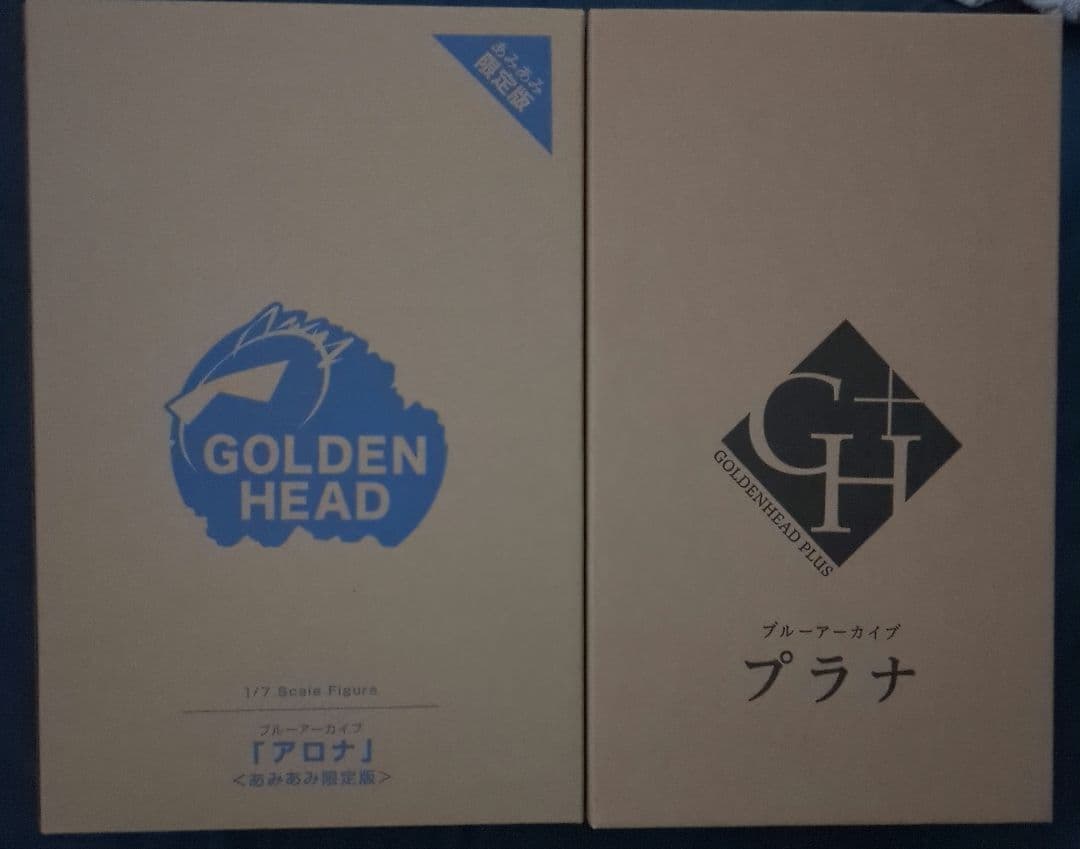 あみあみ
限定版
GOLDEN
HEAD
1/7 Scale Figure
ブルーアーカイブ
「アロナ」
<あみあみ限定版>
GH+
GOLDENHEAD PLUS
ブルーアーカイブ
プラナ